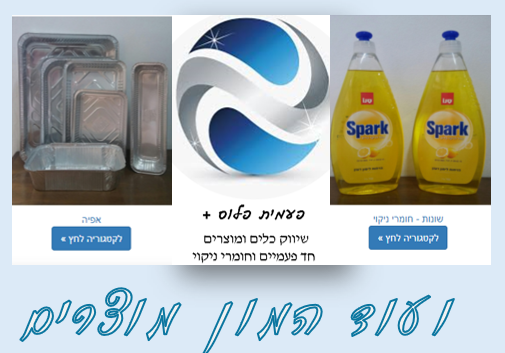 Spark
Spark
פעמית פלוס +
אפיה
לקטגוריה לחץ »
שיווק כלים ומוצרים
חד פעמיים וחומרי ניקוי
שונות - חומרי ניקוי
לקטגוריה לחץ »
ועוד המון מוצרים